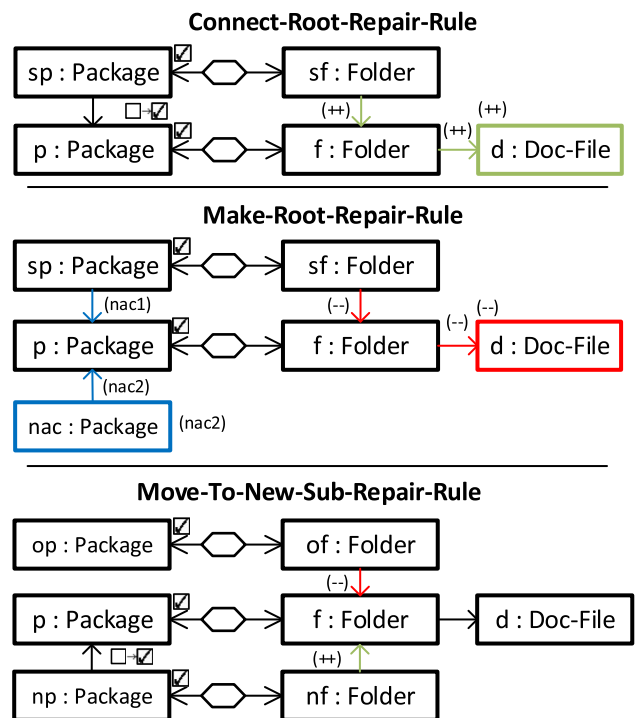 Connect-Root-Repair-Rule
sp : Package
sf : Folder
(++)
(++)
(++)
p : Package
f : Folder
d : Doc-File
Make-Root-Repair-Rule
sp : Package
sf : Folder
(nac1)
(--)
(--)
(--)
p : Package
f : Folder
d : Doc-File
(nac2)
nac : Package
(nac2)
Move-To-New-Sub-Repair-Rule
op : Package
of : Folder
(--)
p : Package
f : Folder
d : Doc-File
(++)
np : Package
nf : Folder